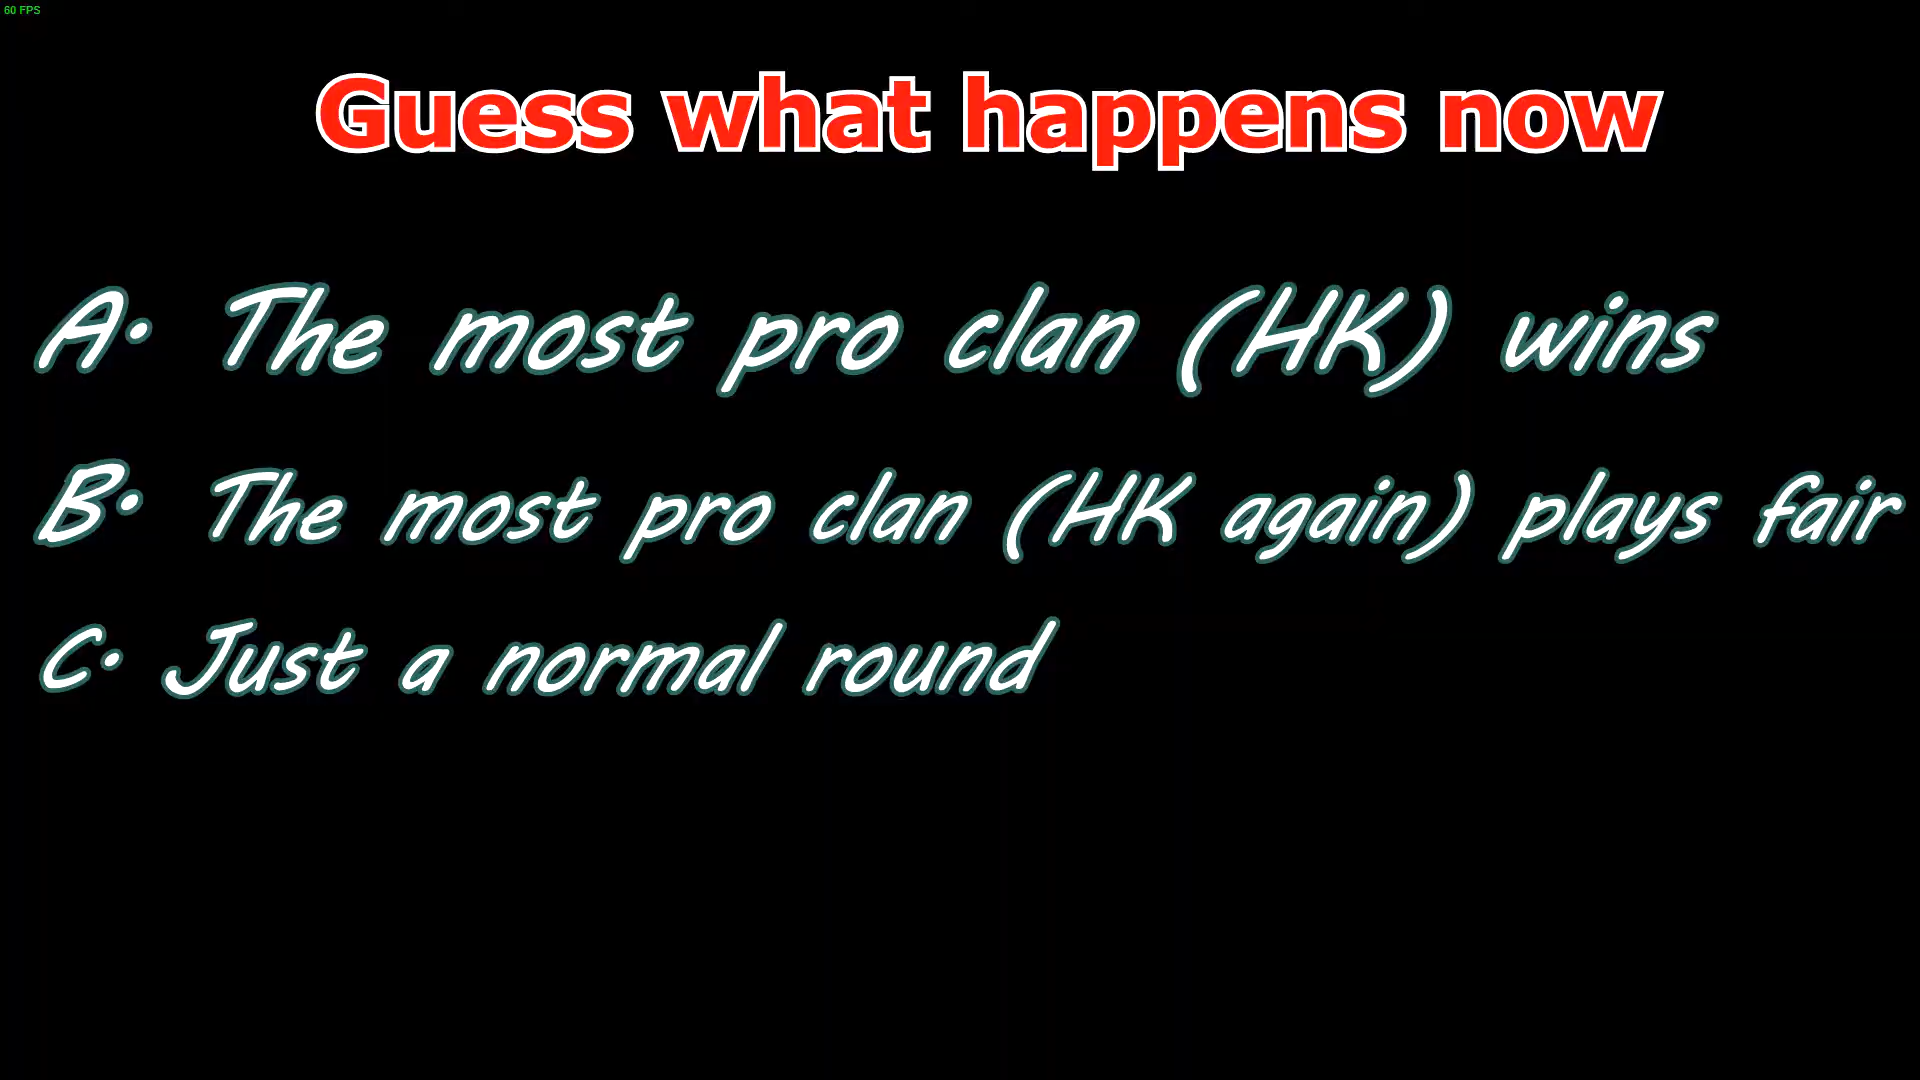 60 FPS
Guess what happens now
A. The most pro clan (HK) wins
B. The most pro clan (HK again) plays fair
C. Just a normal round